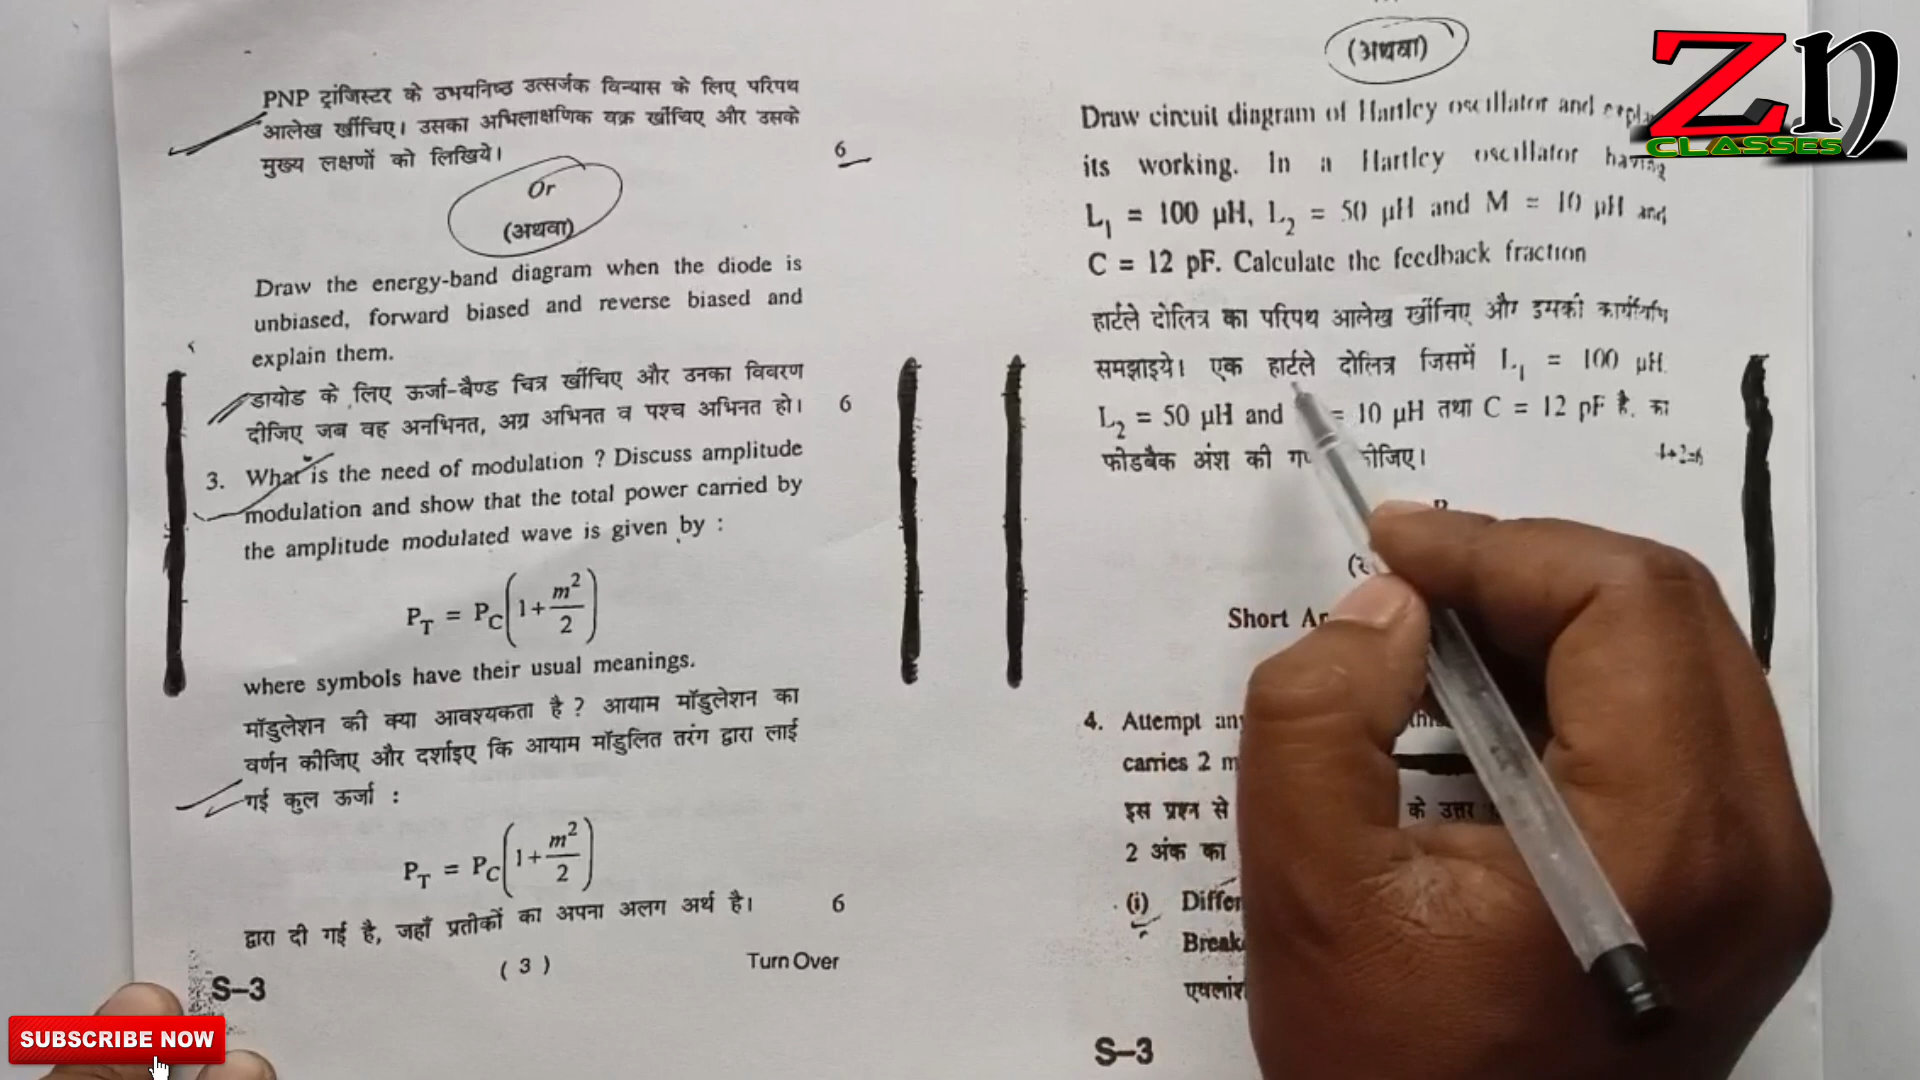 PNP ट्रांजिस्टर के उभयनिष्ठ उत्सर्जक विन्यास के लिए परिपथ
आलेख खींचिए। उसका अभिलाक्षणिक वक्र खींचिए और उसके
मुख्य लक्षणों को लिखिये।
6
Or
(अथवा)
Draw the energy-band diagram when the diode is
unbiased, forward biased and reverse biased and
explain them.
डायोड के लिए ऊर्जा-बैण्ड चित्र खींचिए और उनका विवरण
दीजिए जब वह अनभिनत, अग्र अभिनत व पश्च अभिनत हो। 6
3. What is the need of modulation ? Discuss amplitude
modulation and show that the total power carried by
the amplitude modulated wave is given by :
P_T = P_C(1+m²/2)
where symbols have their usual meanings.
मॉडुलेशन की क्या आवश्यकता है ? आयाम मॉडुलेशन का
वर्णन कीजिए और दर्शाइए कि आयाम मॉडुलित तरंग द्वारा लाई
गई कुल ऊर्जा :
P_T = P_C(1+m²/2)
द्वारा दी गई है, जहाँ प्रतीकों का अपना अलग अर्थ है। 6
(3)
Turn Over
S–3
(अथवा)
Draw circuit diagram of Hartley oscillator and
its working. In a Hartley oscillator having
L₁ = 100 μH, L₂ = 50 μH and M = 10 μH and
C = 12 pF. Calculate the feedback fraction
हार्टले दोलित्र का परिपथ आलेख खींचिए और इसकी कार्यविधि
समझाइये। एक हार्टले दोलित्र जिसमें L₁ = 100 μH.
L₂ = 50 μH and = 10 μH तथा C = 12 pF है, का
फीडबैक अंश की कीजिए।
4+2=6
Short
4. Attempt
carries 2
इस प्रश्न से के उत्तर
2 अंक का
(i)
एवलांश
S–3
Zn
CLASSES
SUBSCRIBE NOW